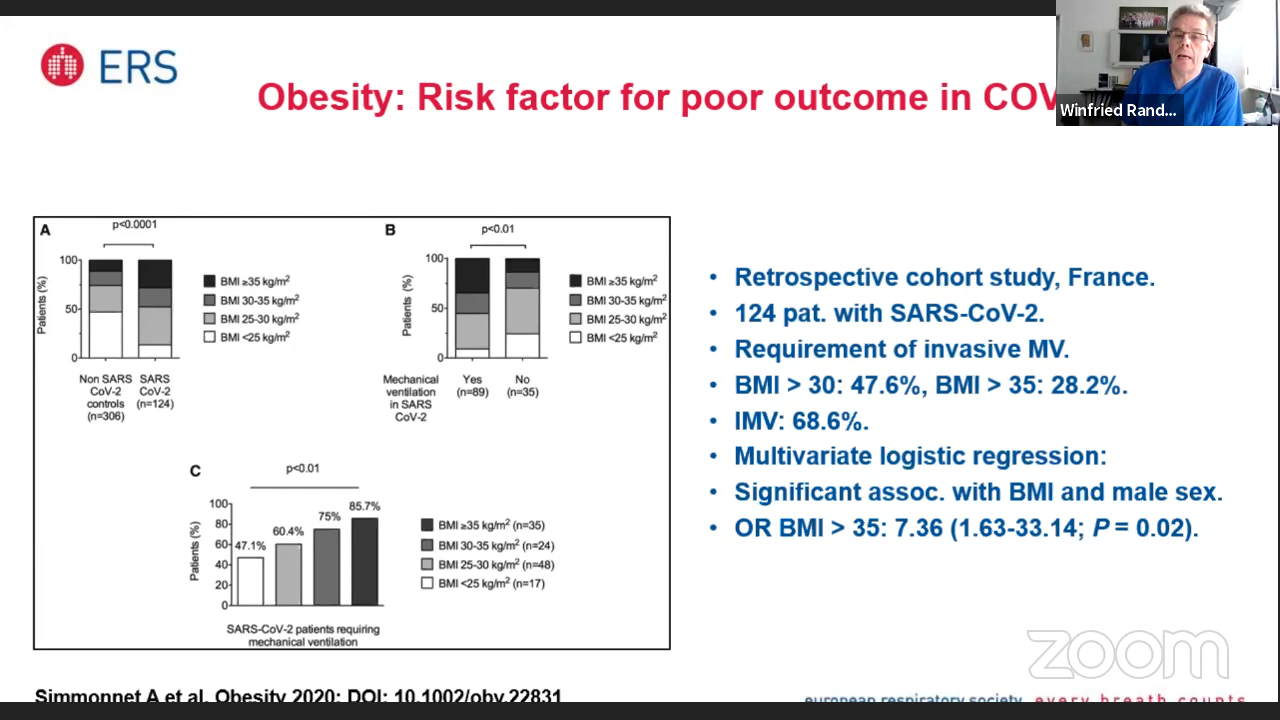 ERS
Obesity: Risk factor for poor outcome in COV
Winfried Rand...
A
p<0.0001
Patients (%)
100
50
0
BMI ≥35 kg/m²
BMI 30-35 kg/m²
BMI 25-30 kg/m²
BMI <25 kg/m²
Non SARS
CoV-2
controls
(n=306)
SARS
CoV-2
(n=124)
B
p<0.01
Patients (%)
100
50
0
BMI ≥35 kg/m²
BMI 30-35 kg/m²
BMI 25-30 kg/m²
BMI <25 kg/m²
Mechanical
ventilation
in SARS
CoV-2
Yes
(n=89)
No
(n=35)
C
p<0.01
Patients (%)
100
80
60
40
20
0
47.1%
60.4%
75%
85.7%
BMI ≥35 kg/m² (n=35)
BMI 30-35 kg/m² (n=24)
BMI 25-30 kg/m² (n=48)
BMI <25 kg/m² (n=17)
SARS-CoV-2 patients requiring
mechanical ventilation
• Retrospective cohort study, France.
• 124 pat. with SARS-CoV-2.
• Requirement of invasive MV.
• BMI > 30: 47.6%, BMI > 35: 28.2%.
• IMV: 68.6%.
• Multivariate logistic regression:
• Significant assoc. with BMI and male sex.
• OR BMI > 35: 7.36 (1.63-33.14; P = 0.02).
zoom
Simmonnet A et al. Obesity 2020; DOI: 10.1002/oby.22831
european respiratory society every breath counts